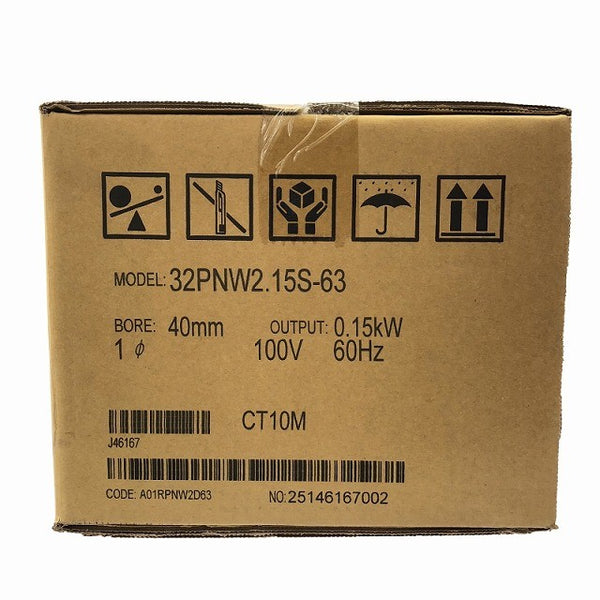 MODEL: 32PNW2.15S-63
BORE: 40mm OUTPUT: 0.15kW
1 ϕ 100V 60Hz
CT10M
J46167
CODE: A01RPNW2D63 NO: 25146167002